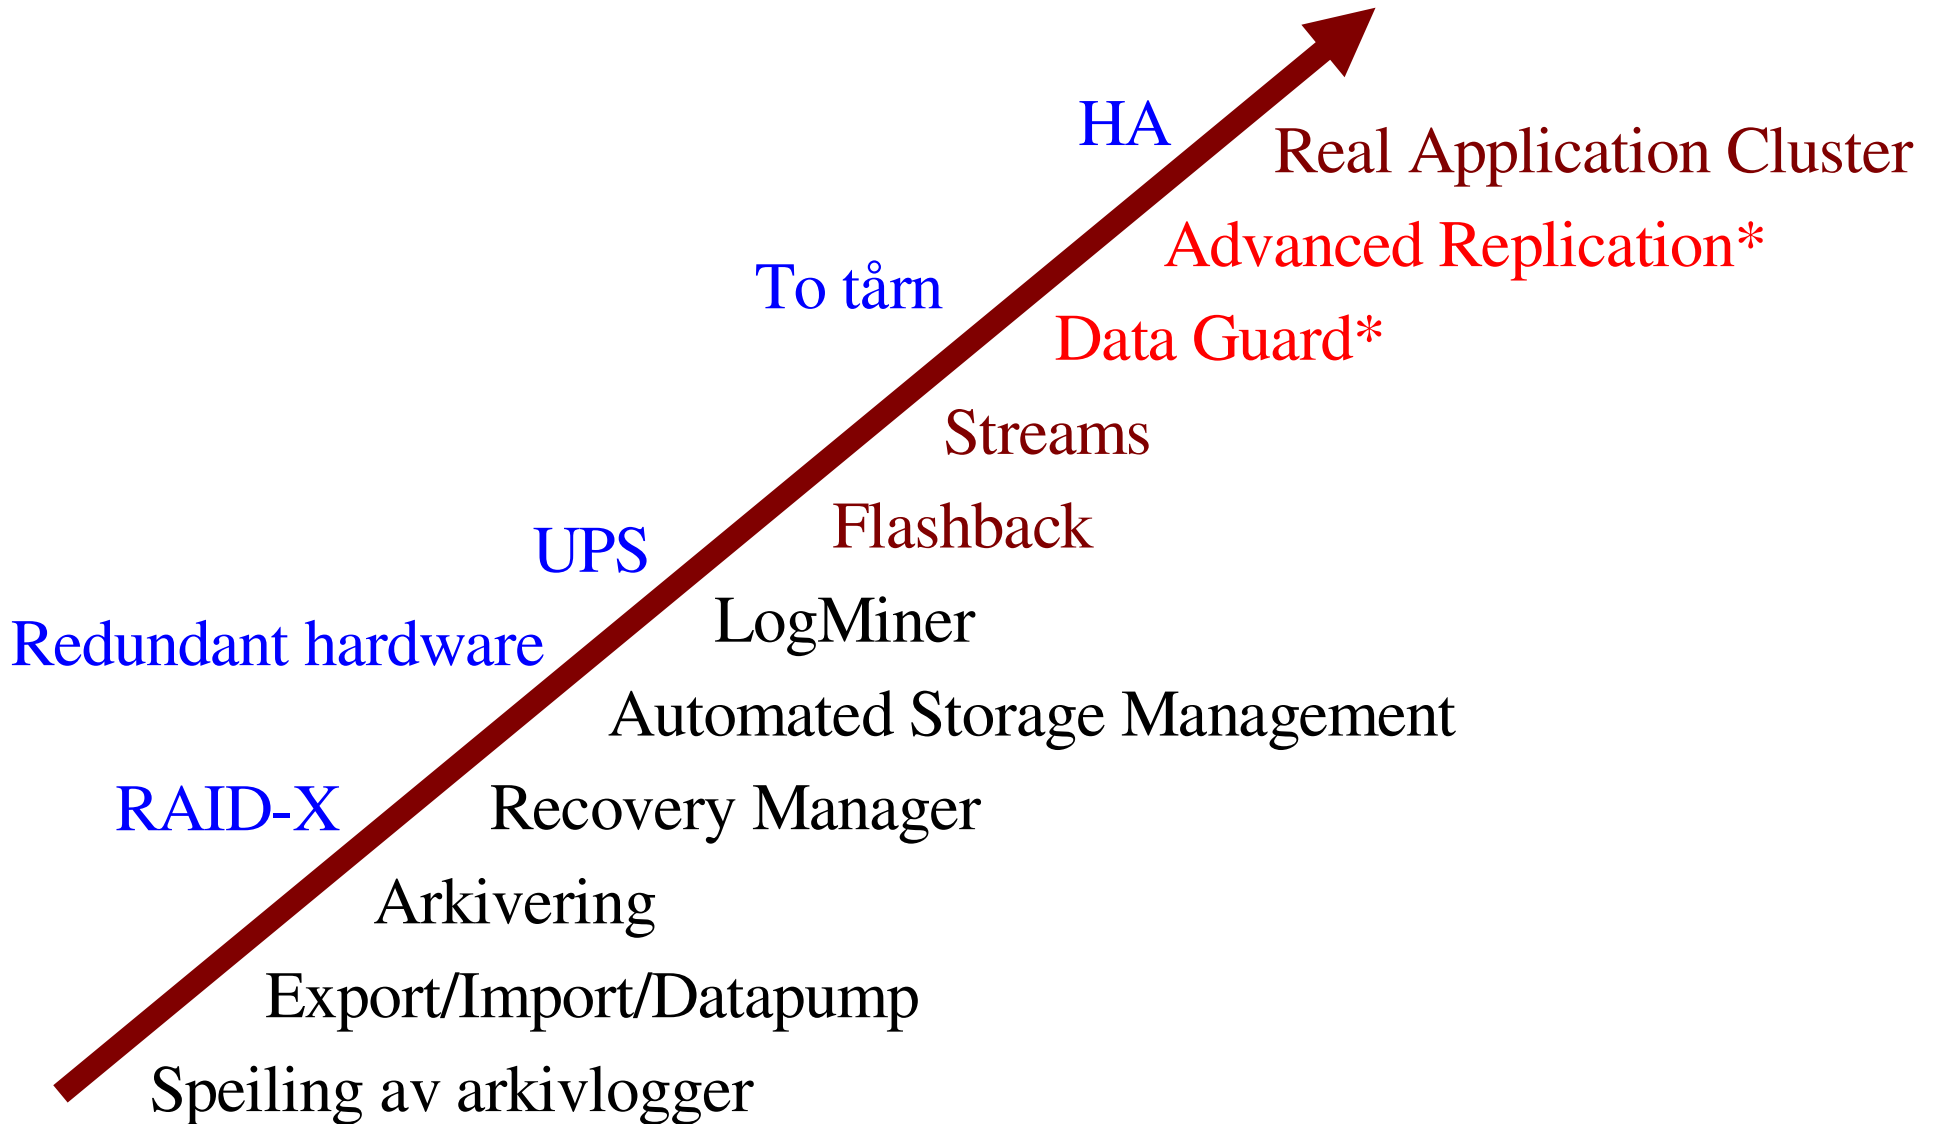 HA
Real Application Cluster
Advanced Replication*
To tårn
Data Guard*
Streams
Flashback
UPS
LogMiner
Redundant hardware
Automated Storage Management
RAID-X
Recovery Manager
Arkivering
Export/Import/Datapump
Speiling av arkivlogger